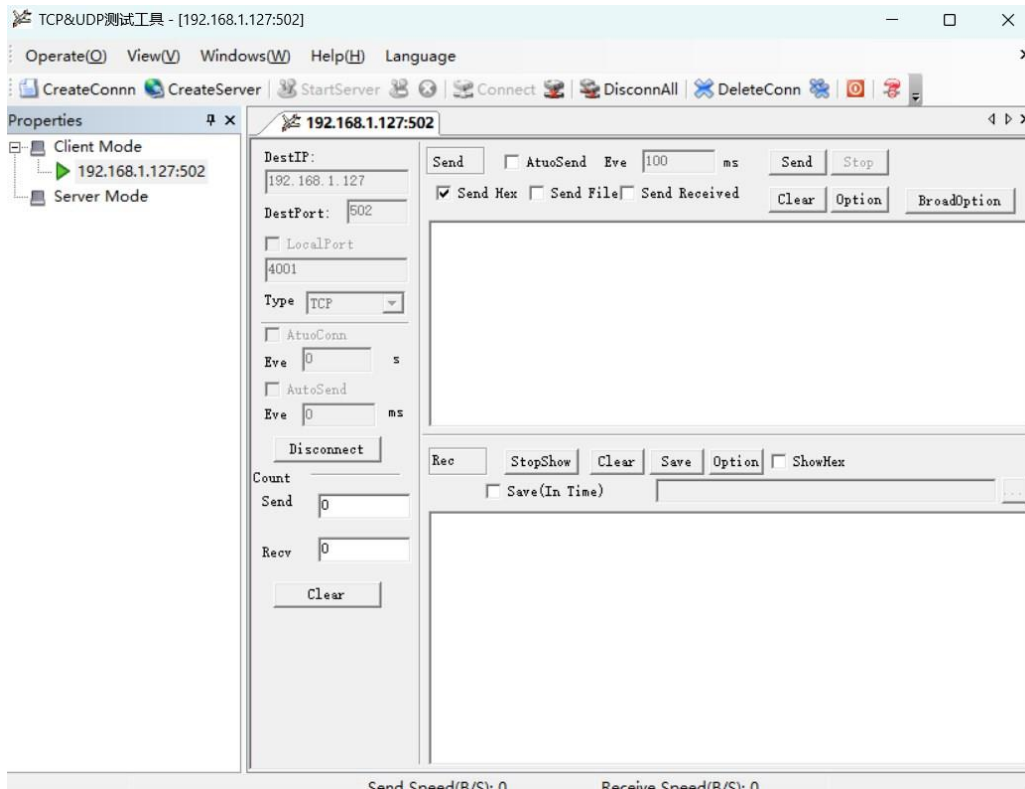 TCP&UDP测试工具 - [192.168.1.127:502]
Operate(O) View(V) Windows(W) Help(H) Language
CreateConnn CreateServer StartServer Connect DisconnAll DeleteConn
Properties
192.168.1.127:502
Client Mode
192.168.1.127:502
Server Mode
DestIP:
192.168.1.127
DestPort: 502
LocalPort
4001
Type TCP
AtuoConn
Eve 0 s
AutoSend
Eve 0 ms
Disconnect
Count
Send 0
Recv 0
Clear
Send AtuoSend Eve 100 ms Send Stop
Send Hex Send File Send Received Clear Option BroadOption
Rec StopShow Clear Save Option ShowHex
Save(In Time) ...
Send Speed(B/S): 0 Receive Speed(B/S): 0